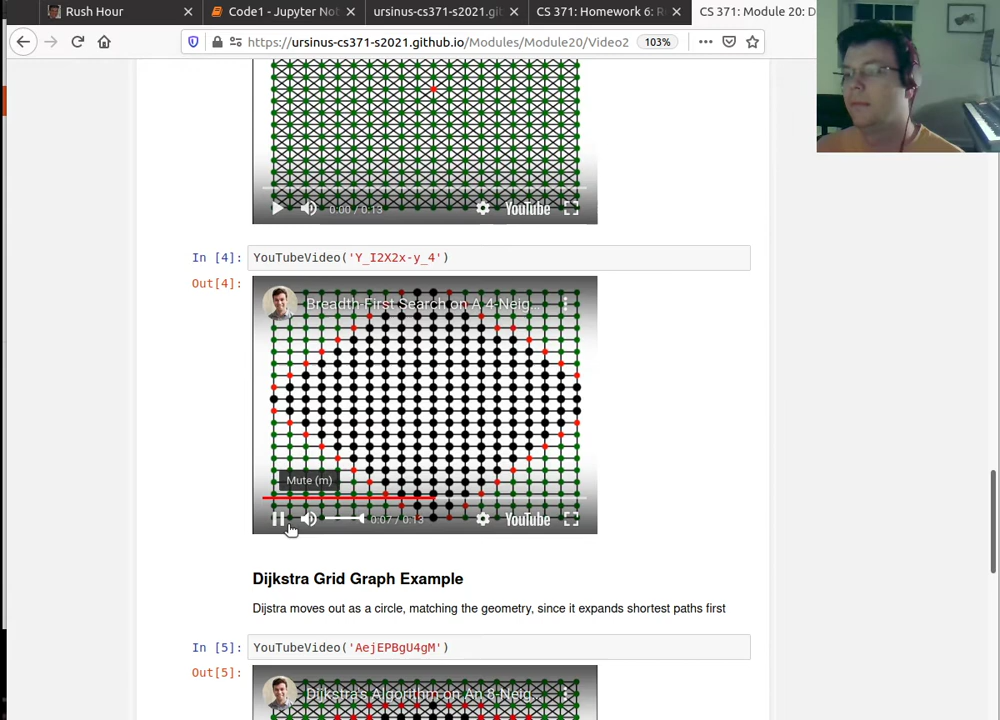 Rush Hour
Code1 - Jupyter Not
ursinus-cs371-s2021.git
CS 371: Homework 6: R
CS 371: Module 20: D
https://ursinus-cs371-s2021.github.io/Modules/Module20/Video2
103%
0:00 / 0:13
YouTube
In [4]:
YouTubeVideo('Y_I2X2x-y_4')
Out[4]:
Breadth-First Search on A 4-Neig...
Mute (m)
0:07 / 0:13
YouTube
Dijkstra Grid Graph Example
Dijstra moves out as a circle, matching the geometry, since it expands shortest paths first
In [5]:
YouTubeVideo('AejEPBgU4gM')
Out[5]:
Dijkstra's Algorithm on An 8-Neig...